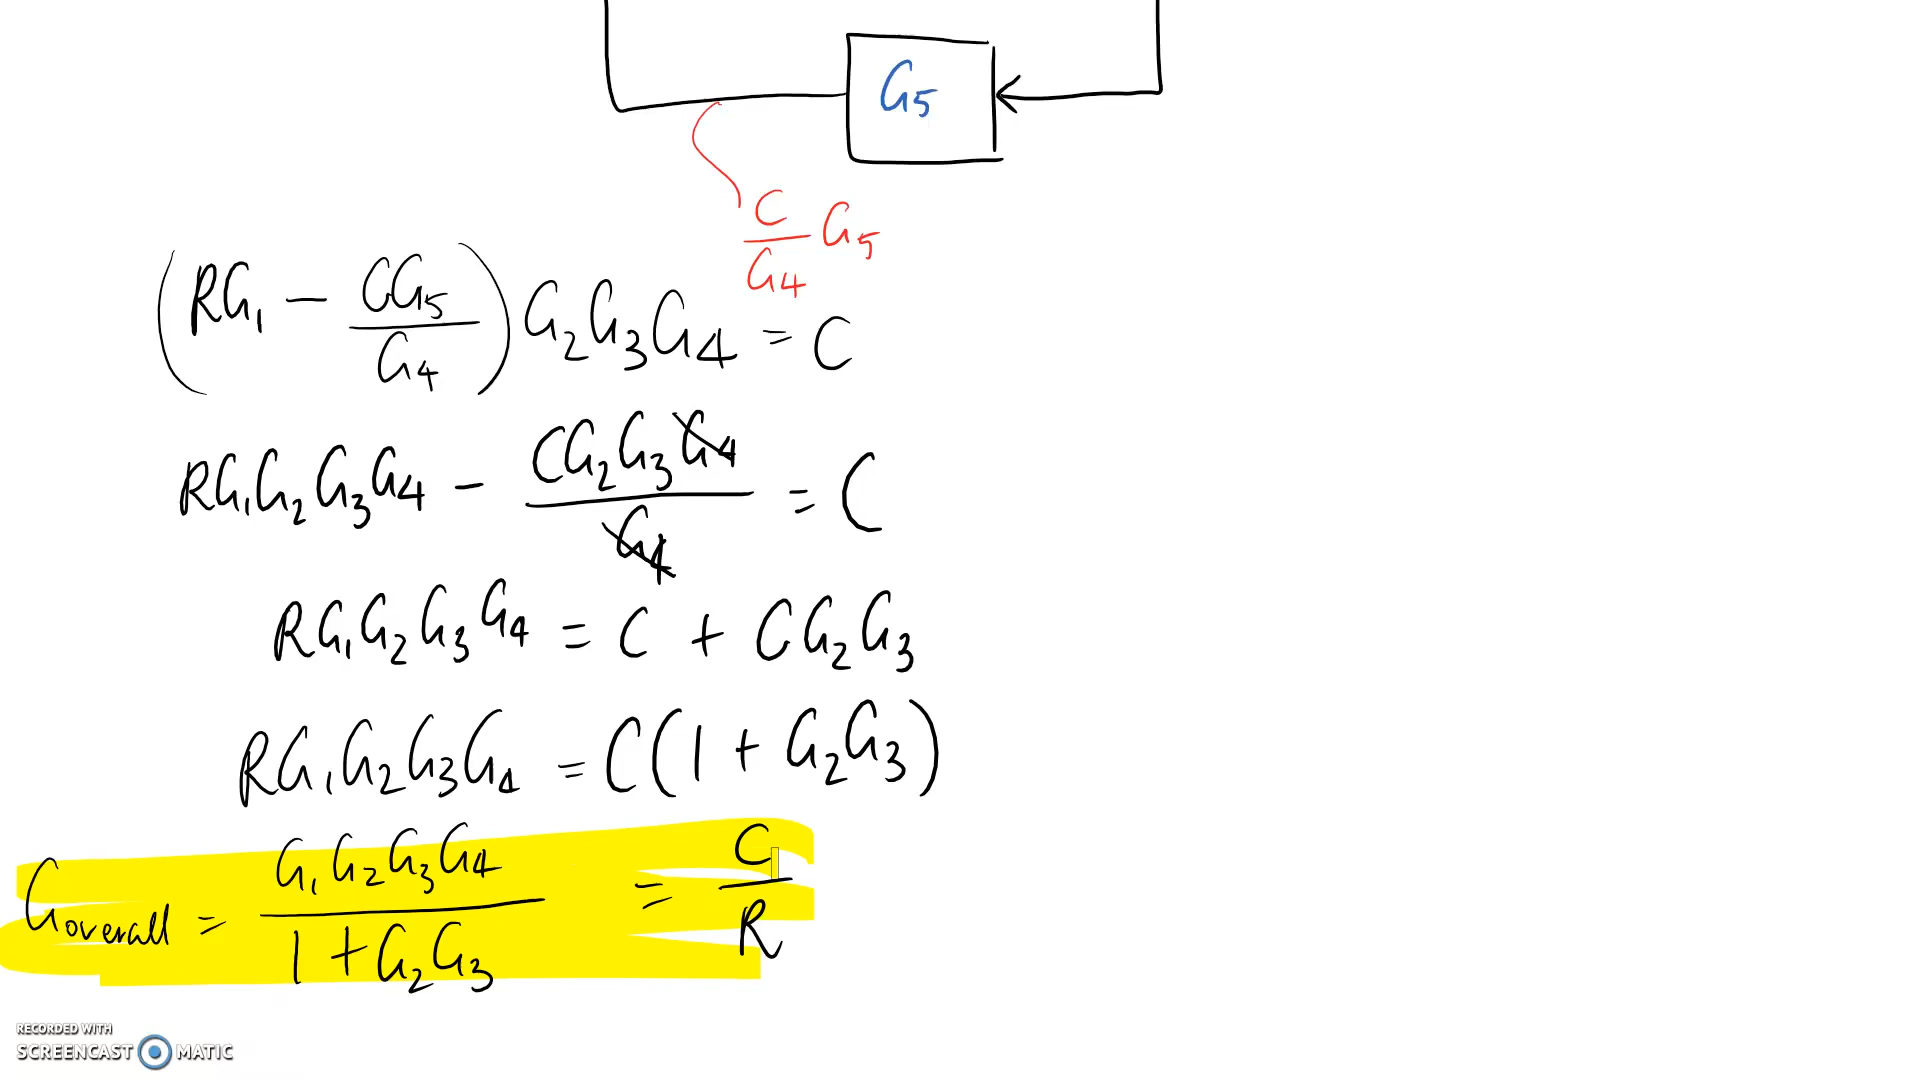 G5
C/G4 G5
(RG1 − CG5/G4) G2G3G4 = C
RG1G2G3G4 − CG2G3G4/G4 = C
RG1G2G3G4 = C + CG2G3
RG1G2G3G4 = C(1 + G2G3)
Goverall = G1G2G3G4/1+G2G3 = C/R
RECORDED WITH
SCREENCAST MATIC